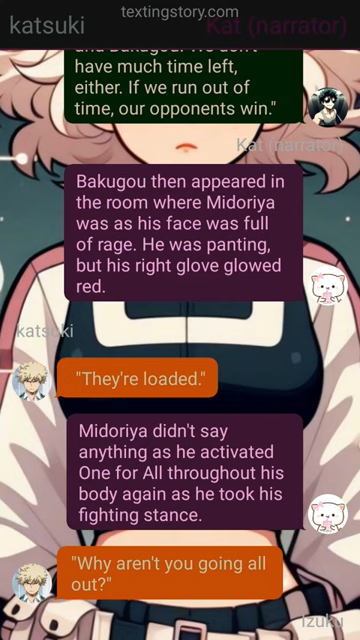 textingstory.com
katsuki
Kat (narrator)
and Bakugou. We don't
have much time left,
either. If we run out of
time, our opponents win."
Kat (narrator)
Bakugou then appeared in
the room where Midoriya
was as his face was full
of rage. He was panting,
but his right glove glowed
red.
katsuki
"They're loaded."
Midoriya didn't say
anything as he activated
One for All throughout his
body again as he took his
fighting stance.
"Why aren't you going all
out?"
Izuku